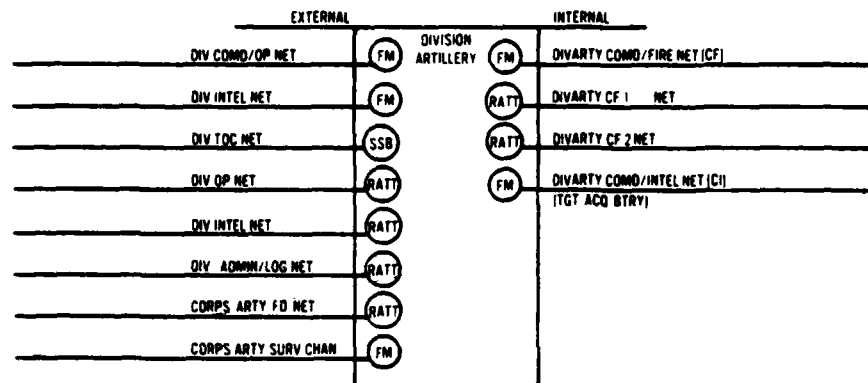 EXTERNAL INTERNAL
DIVISION
ARTILLERY
DIV COMD/OP NET FM FM DIVARTY COMD/FIRE NET (CF)
DIV INTEL NET FM RATT DIVARTY CF 1 NET
DIV TOC NET SSB RATT DIVARTY CF 2 NET
DIV OP NET RATT FM DIVARTY COMD/INTEL NET (CI)
(TGT ACQ BTRY)
DIV INTEL NET RATT
DIV ADMIN/LOG NET RATT
CORPS ARTY FD NET RATT
CORPS ARTY SURV CHAN FM